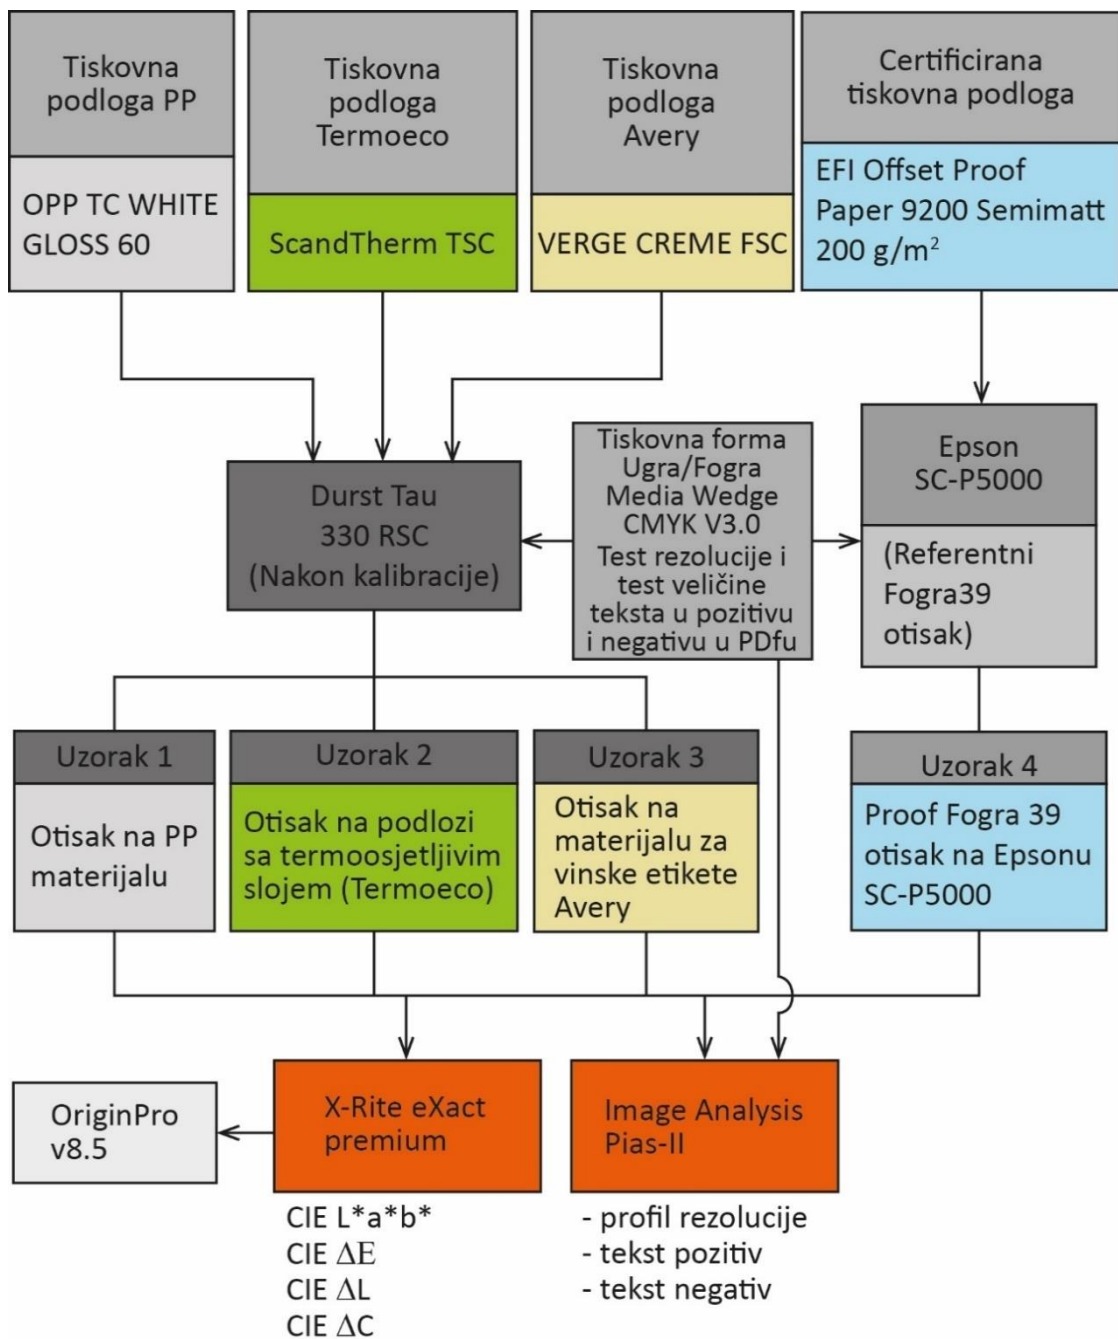 Tiskovna
podloga PP
OPP TC WHITE
GLOSS 60
Tiskovna
podloga
Termoeco
ScandTherm TSC
Tiskovna
podloga
Avery
VERGE CREME FSC
Certificirana
tiskovna podloga
EFI Offset Proof
Paper 9200 Semimatt
200 g/m²
Durst Tau
330 RSC
(Nakon kalibracije)
Tiskovna forma
Ugra/Fogra
Media Wedge
CMYK V3.0
Test rezolucije i
test veličine
teksta u pozitivu
i negativu u PDfu
Epson
SC-P5000
(Referentni
Fogra39
otisak)
Uzorak 1
Otisak na PP
materijalu
Uzorak 2
Otisak na podlozi
sa termoosjetljivim
slojem (Termoeco)
Uzorak 3
Otisak na
materijalu za
vinske etikete
Avery
Uzorak 4
Proof Fogra 39
otisak na Epsonu
SC-P5000
OriginPro
v8.5
X-Rite eXact
premium
CIE L*a*b*
CIE ΔE
CIE ΔL
CIE ΔC
Image Analysis
Pias-II
- profil rezolucije
- tekst pozitiv
- tekst negativ